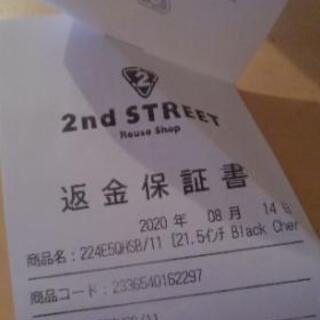 2
2nd STREET
Reuse Shop
返金保証書
2020 年 08 月 14 日
商品名:224E5QHSB/11 [21.5インチ Black Cher
商品コード:2336540162297